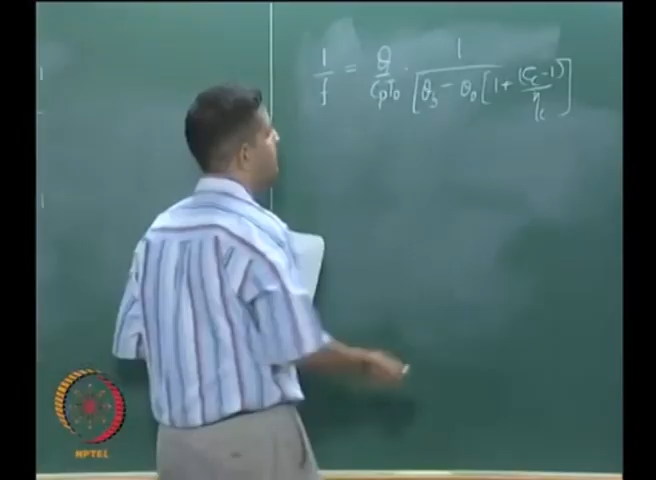 1/f = Q/(CpT₀) · 1/[θ₃ − θ₀[1 + (τc − 1)/ηc]]
NPTEL